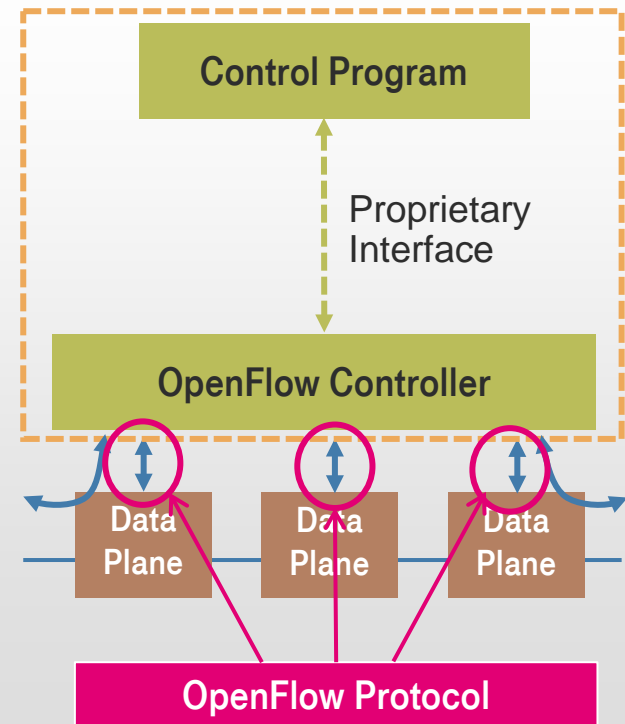 Control Program
Proprietary
Interface
OpenFlow Controller
Data
Plane
Data
Plane
Data
Plane
OpenFlow Protocol